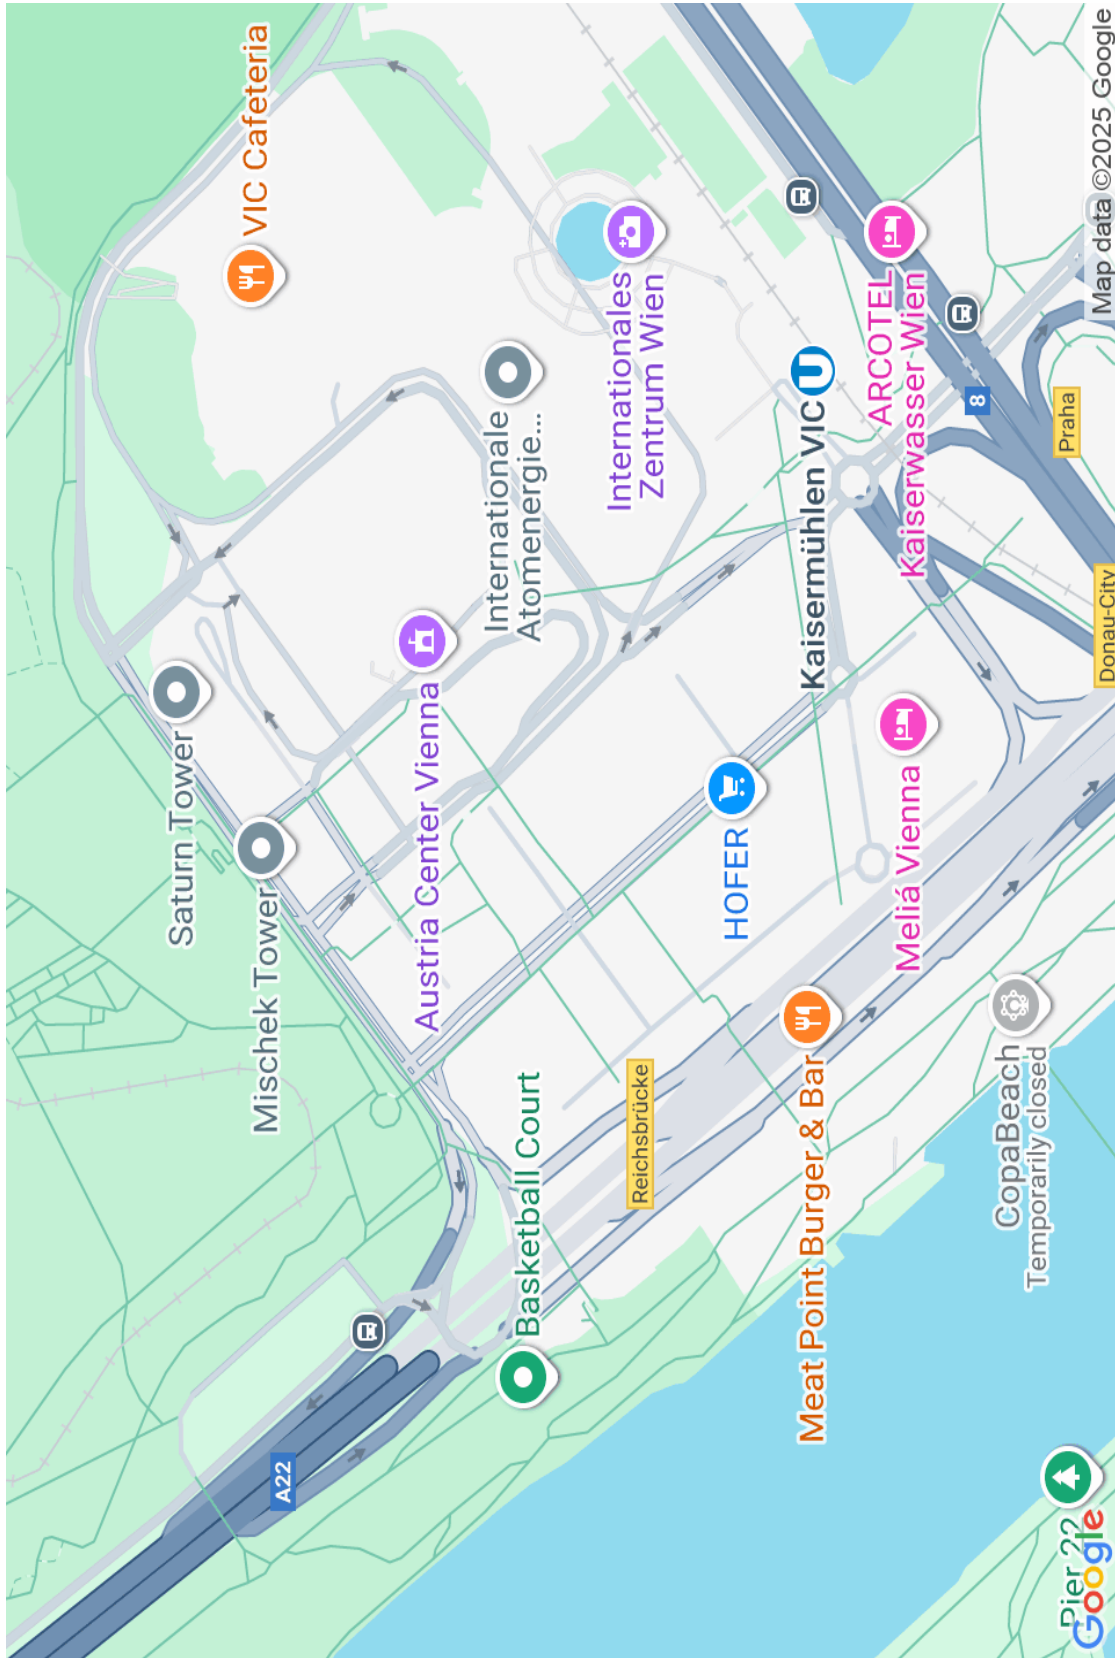 VIC Cafeteria
Saturn Tower
Mischek Tower
Internationale
Atomenergie...
Austria Center Vienna
Internationales
Zentrum Wien
A22
Basketball Court
HOFER
Kaisermühlen VIC
U
ARCOTEL
Kaiserwasser Wien
Reichsbrücke
8
Meliá Vienna
Meat Point Burger & Bar
Praha
Donau-City
CopaBeach
Temporarily closed
Pier 22
Google
Map data ©2025 Google